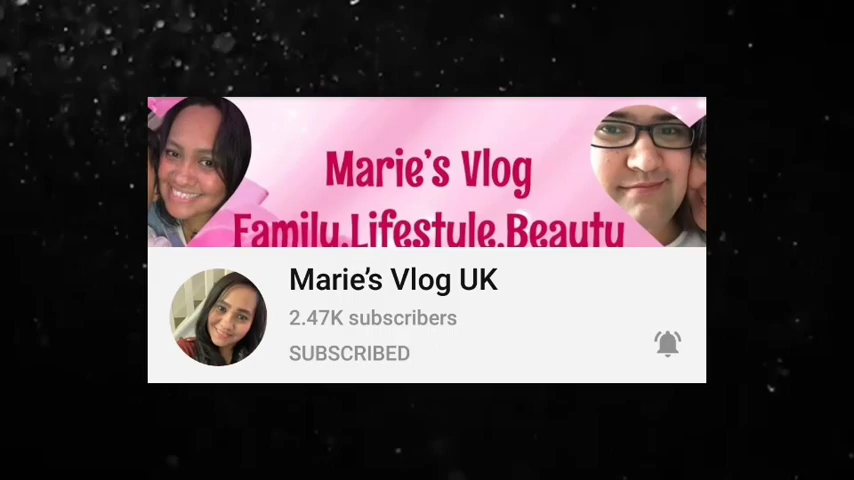 Marie's Vlog
Family,Lifestyle,Beauty
Marie's Vlog UK
2.47K subscribers
SUBSCRIBED